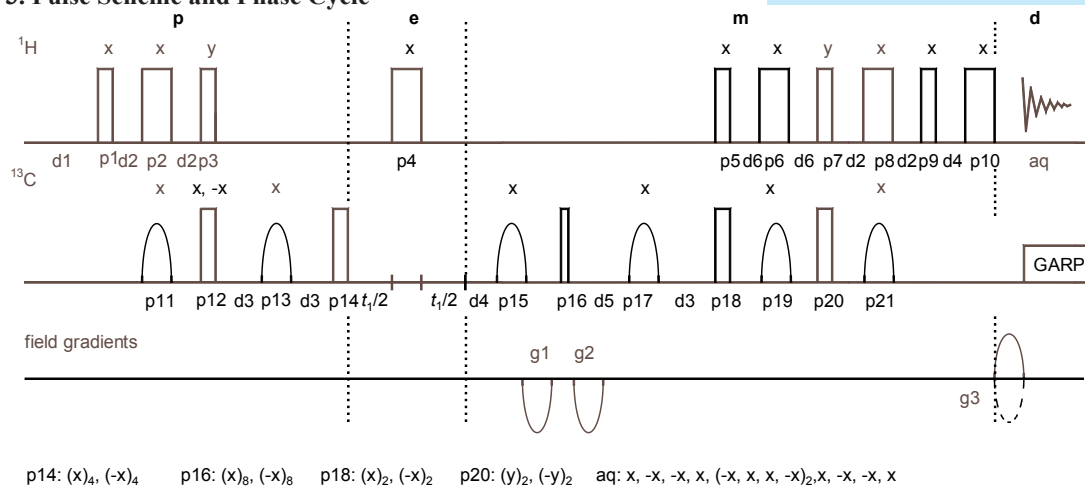 3. Pulse Scheme and Phase Cycle
p e m d
¹H x x y x x x y x x x
d1 p1 d2 p2 d2 p3 p4 p5 d6 p6 d6 p7 d2 p8 d2 p9 d4 p10 aq
¹³C x x, -x x x x x x
GARP
p11 p12 d3 p13 d3 p14 t₁/2 t₁/2 d4 p15 p16 d5 p17 d3 p18 p19 p20 p21
field gradients g1 g2
g3
p14: (x)₄, (-x)₄ p16: (x)₈, (-x)₈ p18: (x)₂, (-x)₂ p20: (y)₂, (-y)₂ aq: x, -x, -x, x, (-x, x, x, -x)₂,x, -x, -x, x